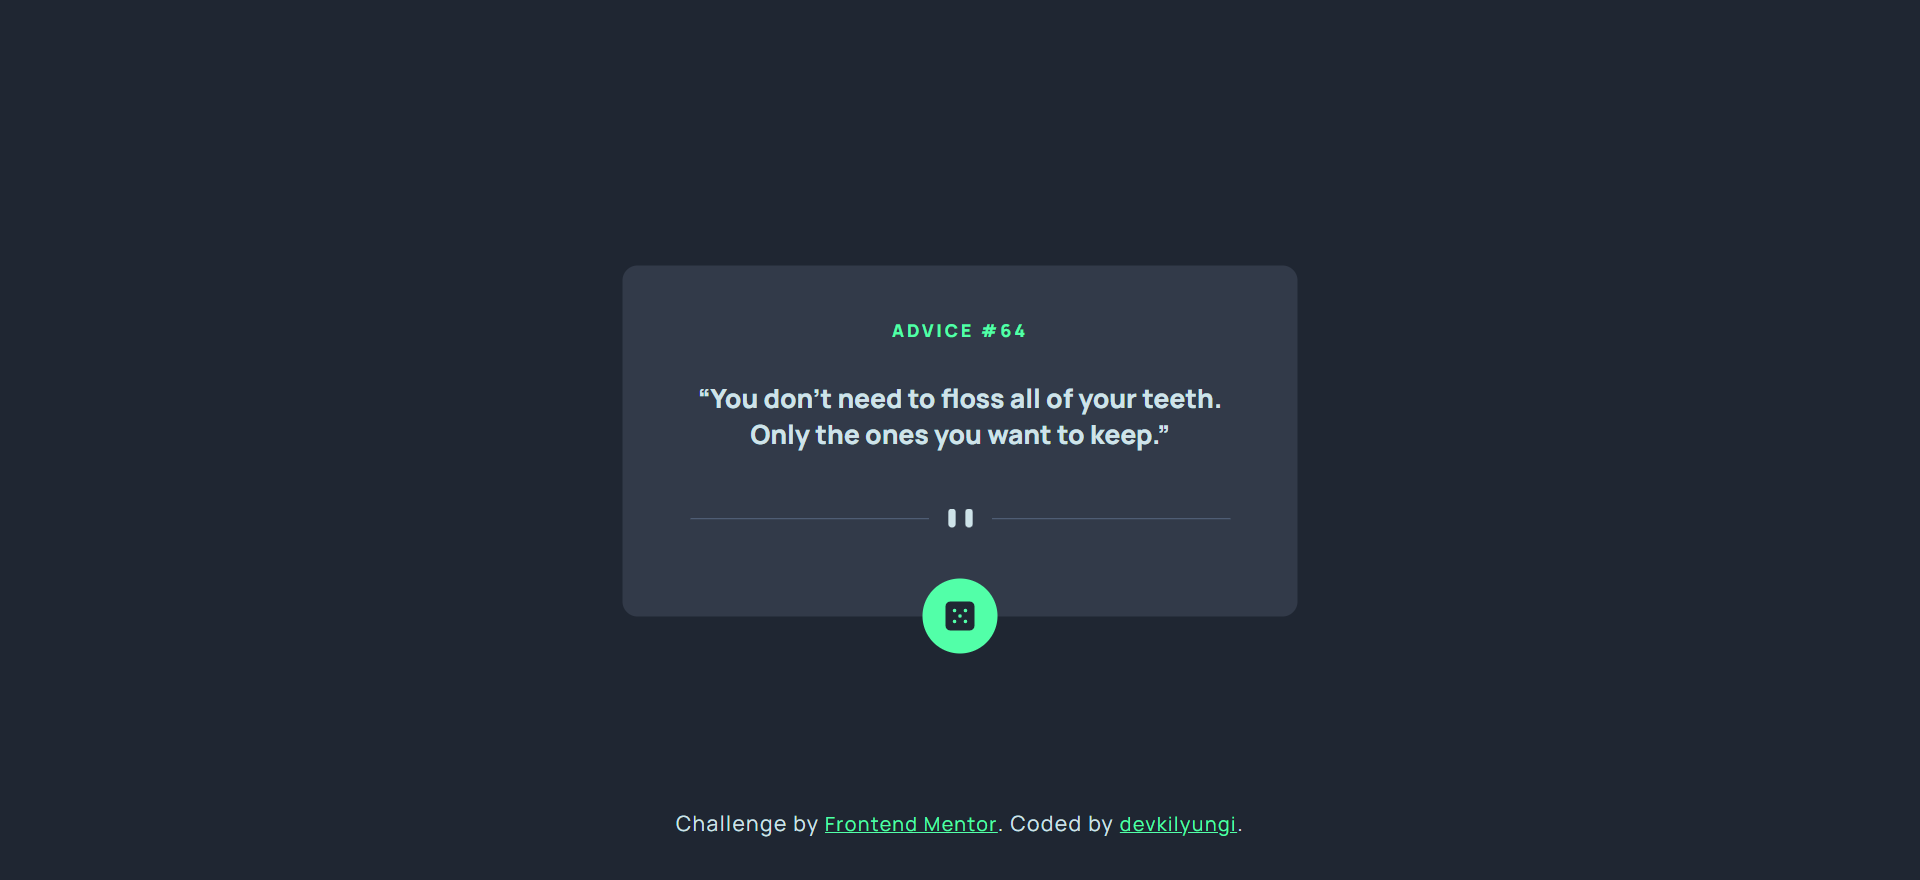 ADVICE #64
“You don’t need to floss all of your teeth.
Only the ones you want to keep.”
Challenge by Frontend Mentor. Coded by devkilyungi.